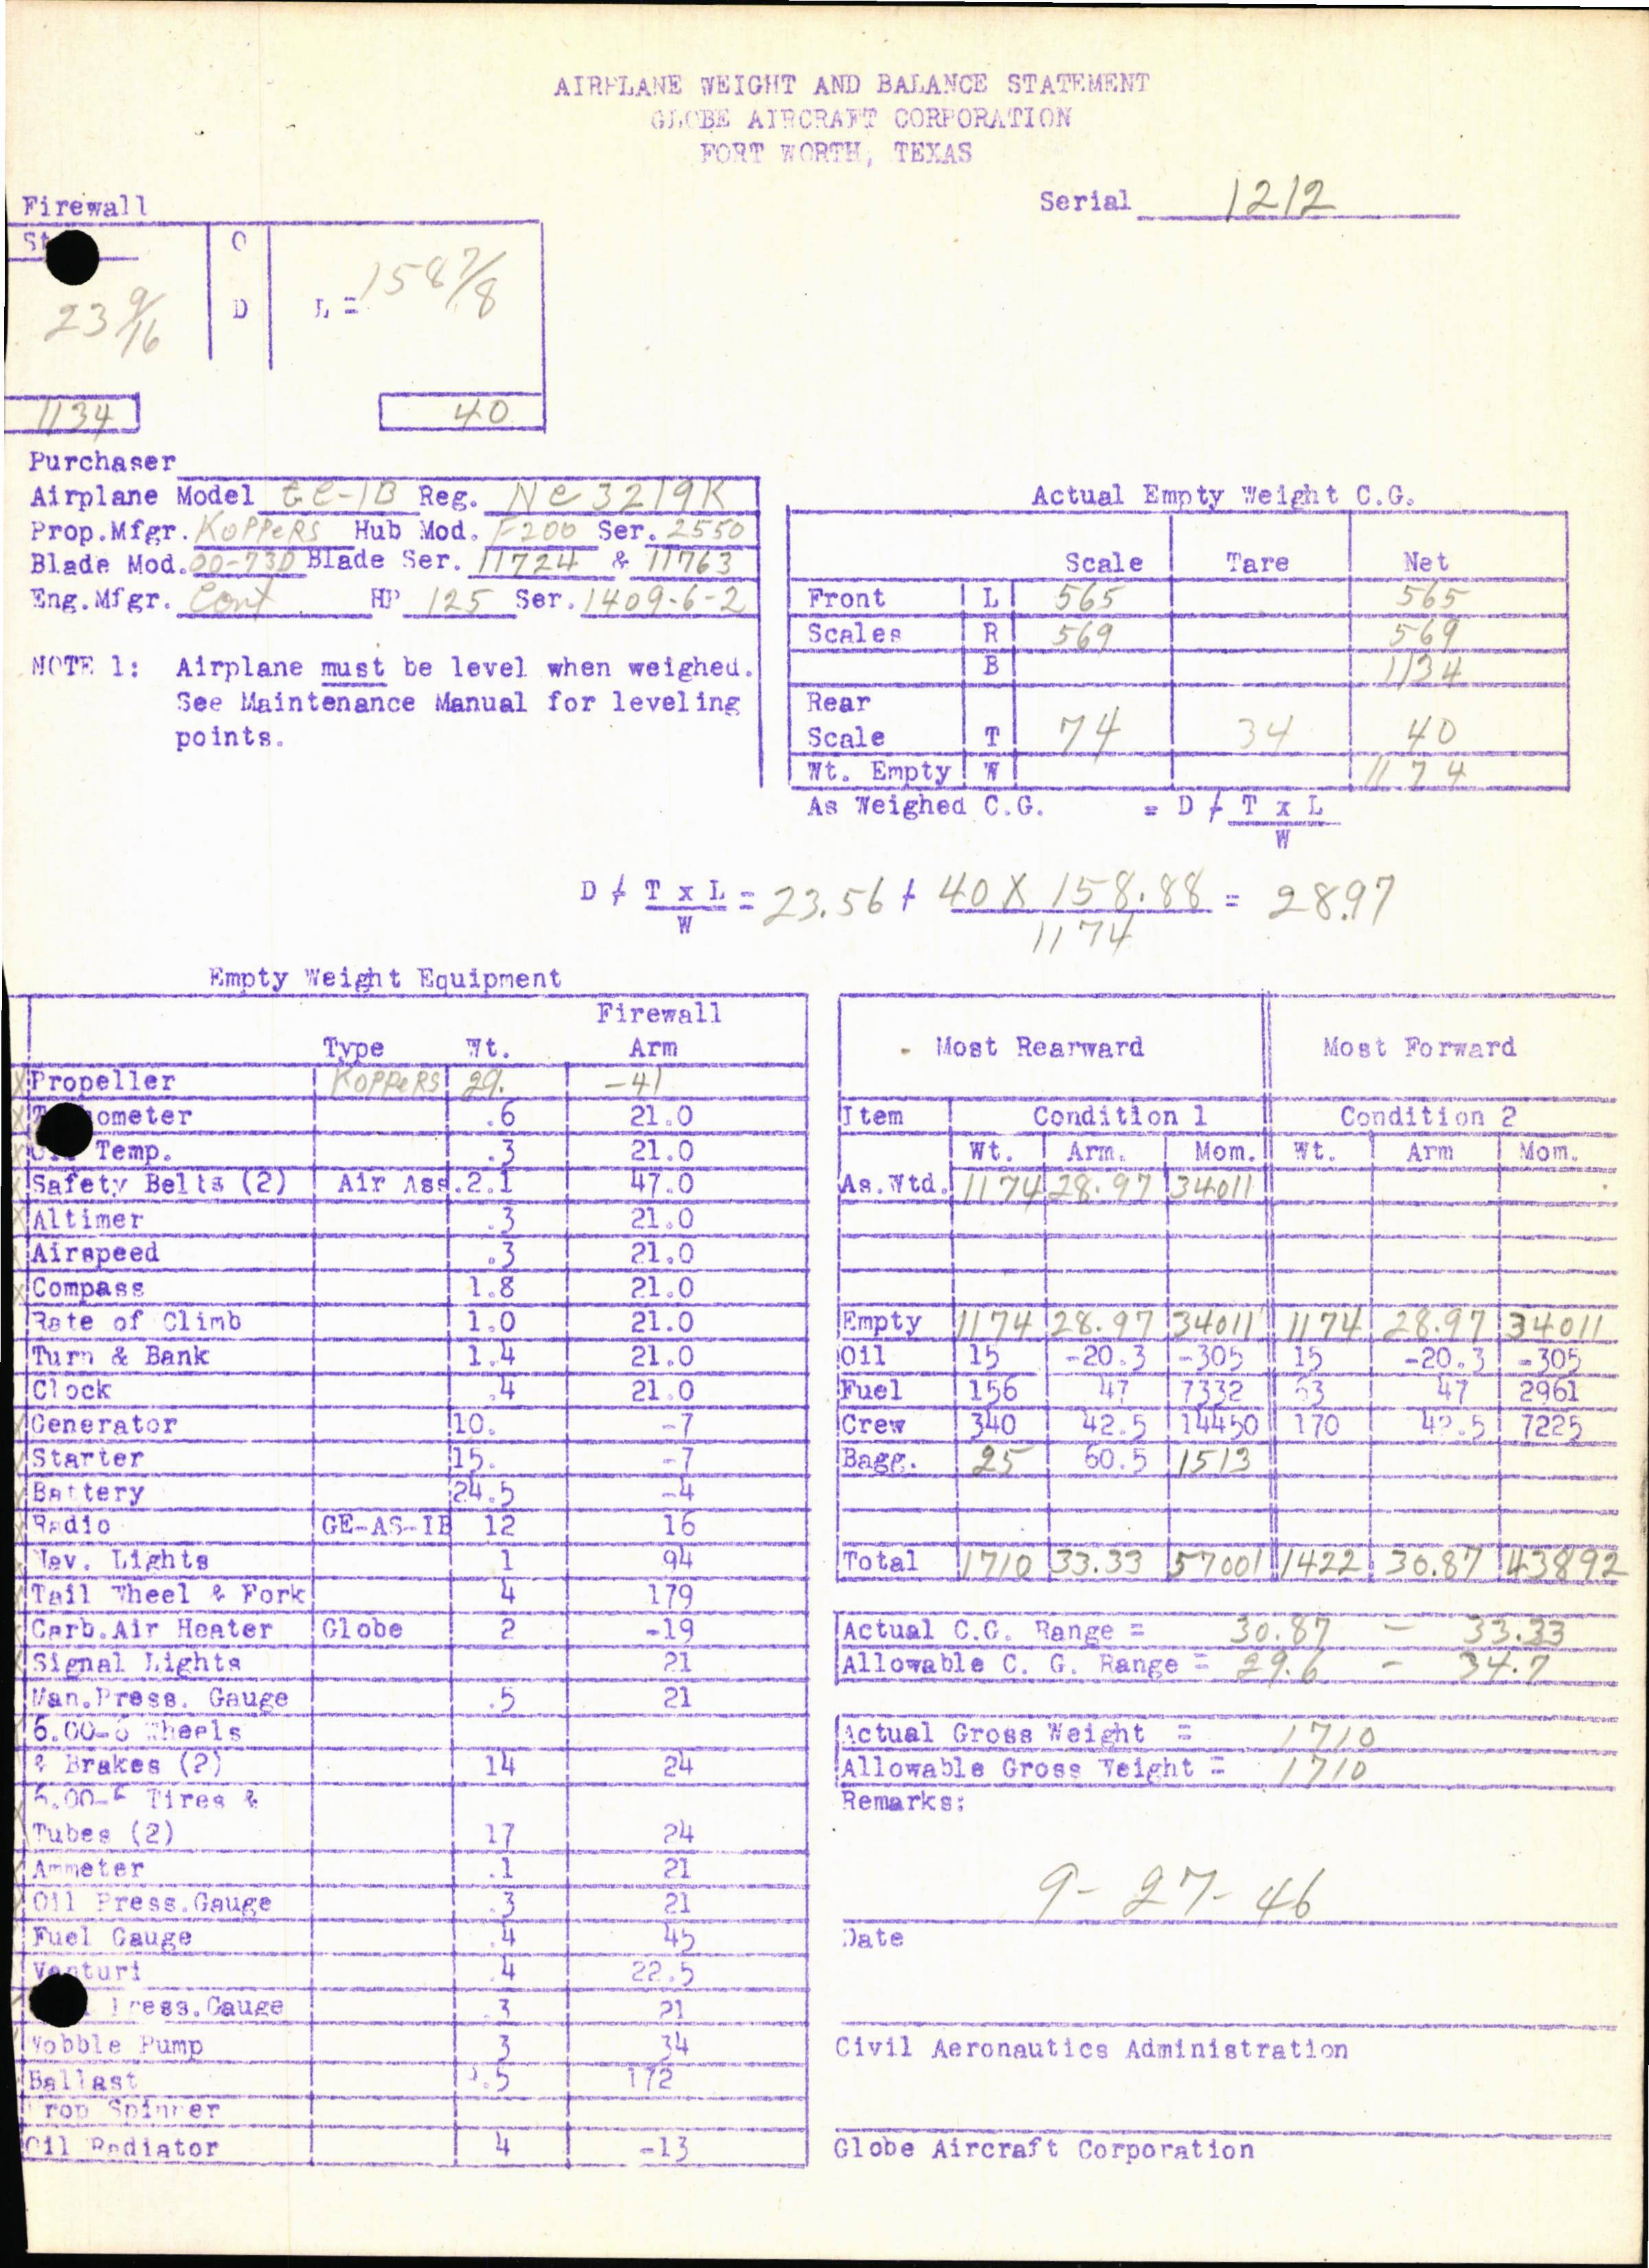 AIRPLANE WEIGHT AND BALANCE STATEMENT
GLOBE AIRCRAFT CORPORATION
FORT WORTH, TEXAS
Serial 1212
Firewall
O
23 9/16 D L = 158 7/8
1134 40
Purchaser
Airplane Model GC-1B Reg. NC 3219K
Prop.Mfgr. KOPPERS Hub Mod. F200 Ser. 2550
Blade Mod. 00-73D Blade Ser. 11724 & 11763
Eng.Mfgr. Cont HP 125 Ser. 1409-6-2
NOTE 1: Airplane must be level when weighed.
See Maintenance Manual for leveling
points.
Actual Empty Weight C.G.
Scale Tare Net
Front L 565 565
Scales R 569 569
B 1134
Rear
Scale T 74 34 40
Wt. Empty W 1174
As Weighed C.G. = D + T x L
W
D + T x L = 23.56 + 40 X 158.88 = 28.97
W 1174
Empty Weight Equipment
Firewall
Type Wt. Arm
Propeller KOPPERS 29. -41
ometer .6 21.0
Temp. .3 21.0
Safety Belts (2) Air Ass. 2.1 47.0
Altimer .3 21.0
Airspeed .3 21.0
Compass 1.8 21.0
Rate of Climb 1.0 21.0
Turn & Bank 1.4 21.0
Clock .4 21.0
Generator 10. -7
Starter 15. -7
Battery 24.5 -4
Radio GE-AS-1B 12 16
Nav. Lights 1 94
Tail Wheel & Fork 4 179
Carb.Air Heater Globe 2 -19
Signal Lights 21
Man.Press. Gauge .5 21
6.00-6 Wheels
& Brakes (2) 14 24
6.00-6 Tires &
Tubes (2) 17 24
Ammeter .1 21
Oil Press.Gauge .3 21
Fuel Gauge .4 45
Venturi .4 22.5
Press.Gauge .3 21
Wobble Pump 3 34
Ballast .5 172
Prop Spinner
Oil Radiator 4 -13
Most Rearward Most Forward
Item Condition 1 Condition 2
Wt. Arm. Mom. Wt. Arm Mom.
As.Wtd. 1174 28.97 34011
Empty 1174 28.97 34011 1174 28.97 34011
Oil 15 -20.3 -305 15 -20.3 -305
Fuel 156 47 7332 63 47 2961
Crew 340 42.5 14450 170 42.5 7225
Bagg. 25 60.5 1513
Total 1710 33.33 57001 1422 30.87 43892
Actual C.G. Range = 30.87 - 33.33
Allowable C. G. Range = 29.6 - 34.7
Actual Gross Weight = 1710
Allowable Gross Weight = 1710
Remarks:
9-27-46
Date
Civil Aeronautics Administration
Globe Aircraft Corporation